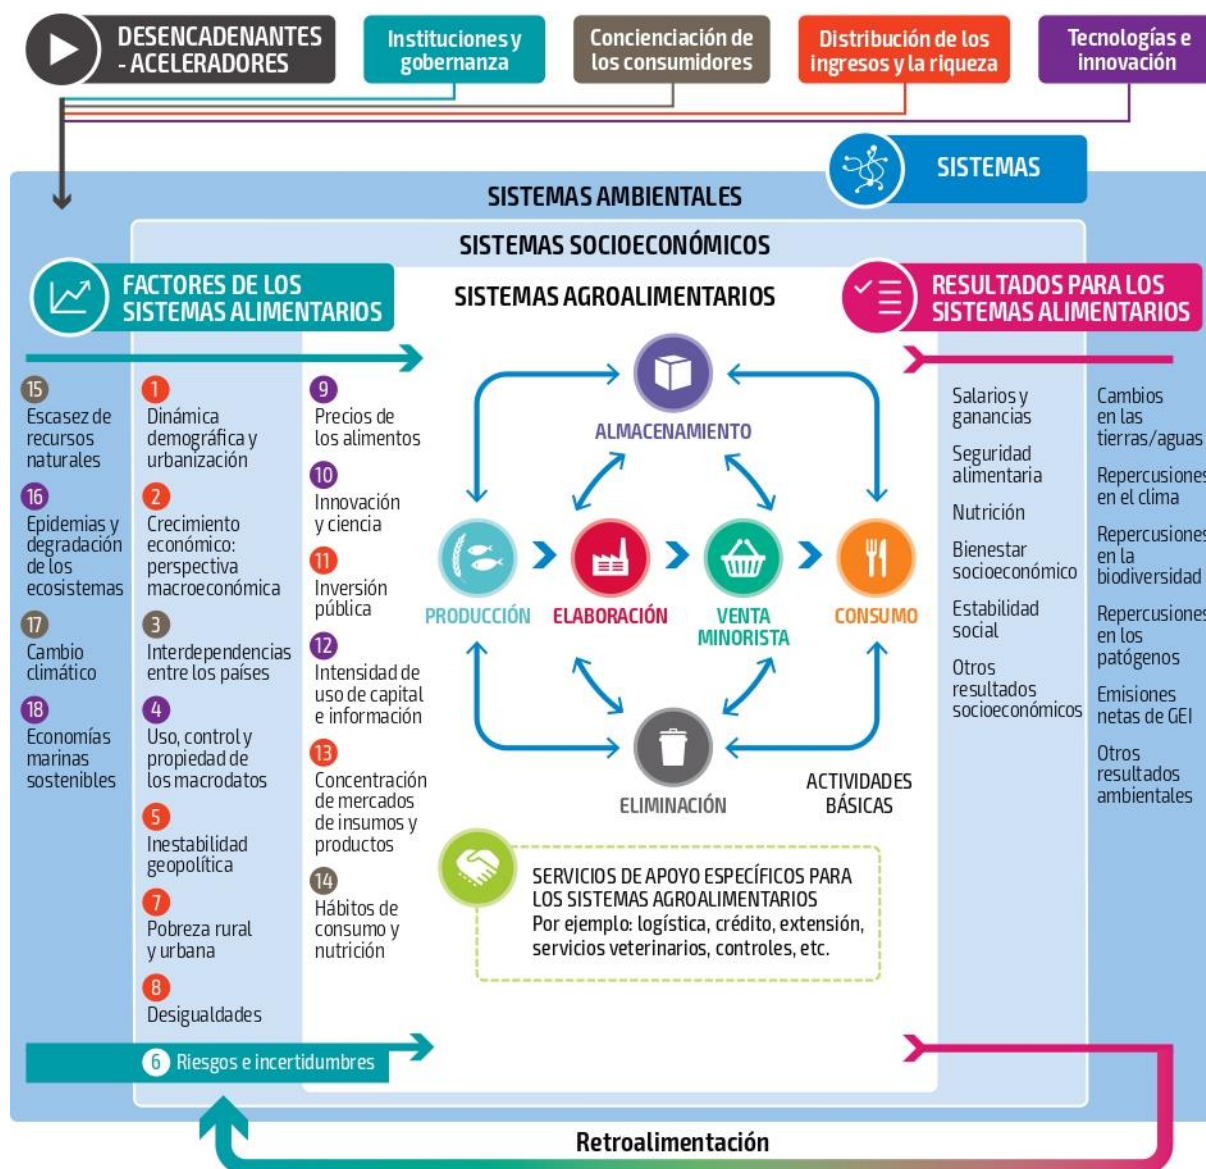 DESENCADENANTES
- ACELERADORES
Instituciones y
gobernanza
Concienciación de
los consumidores
Distribución de los
ingresos y la riqueza
Tecnologías e
innovación
SISTEMAS
SISTEMAS AMBIENTALES
SISTEMAS SOCIOECONÓMICOS
SISTEMAS AGROALIMENTARIOS
FACTORES DE LOS
SISTEMAS ALIMENTARIOS
RESULTADOS PARA LOS
SISTEMAS ALIMENTARIOS
15
Escasez de
recursos
naturales
16
Epidemias y
degradación
de los
ecosistemas
17
Cambio
climático
18
Economías
marinas
sostenibles
1
Dinámica
demográfica y
urbanización
2
Crecimiento
económico:
perspectiva
macroeconómica
3
Interdependencias
entre los países
4
Uso, control y
propiedad de
los macrodatos
5
Inestabilidad
geopolítica
7
Pobreza rural
y urbana
8
Desigualdades
9
Precios de
los alimentos
10
Innovación
y ciencia
11
Inversión
pública
12
Intensidad de
uso de capital
e información
13
Concentración
de mercados
de insumos y
productos
14
Hábitos de
consumo y
nutrición
6 Riesgos e incertidumbres
ALMACENAMIENTO
PRODUCCIÓN
ELABORACIÓN
VENTA
MINORISTA
CONSUMO
ELIMINACIÓN
ACTIVIDADES
BÁSICAS
SERVICIOS DE APOYO ESPECÍFICOS PARA
LOS SISTEMAS AGROALIMENTARIOS
Por ejemplo: logística, crédito, extensión,
servicios veterinarios, controles, etc.
Salarios y
ganancias
Seguridad
alimentaria
Nutrición
Bienestar
socioeconómico
Estabilidad
social
Otros
resultados
socioeconómicos
Cambios
en las
tierras/aguas
Repercusiones
en el clima
Repercusiones
en la
biodiversidad
Repercusiones
en los
patógenos
Emisiones
netas de GEI
Otros
resultados
ambientales
Retroalimentación